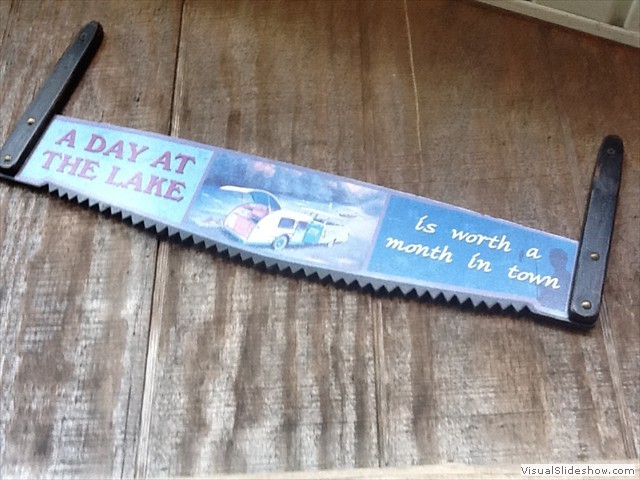 A DAY AT
THE LAKE
is worth a
month in town
VisualSlideshow.com